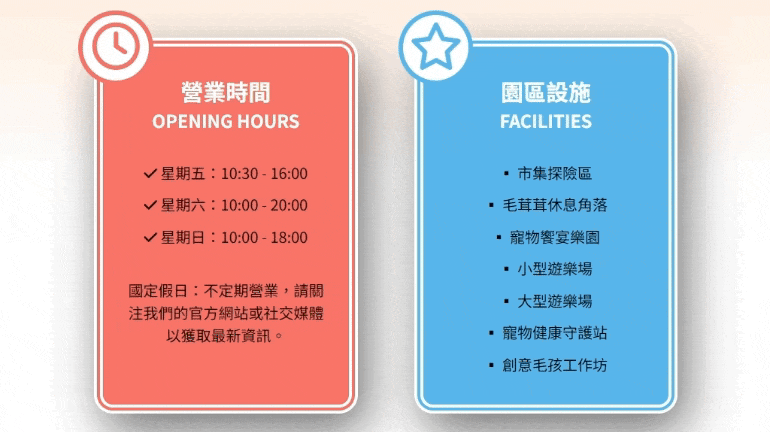 營業時間
OPENING HOURS
星期五：10:30 - 16:00
星期六：10:00 - 20:00
星期日：10:00 - 18:00
國定假日：不定期營業，請關
注我們的官方網站或社交媒體
以獲取最新資訊。
園區設施
FACILITIES
▪ 市集探險區
▪ 毛茸茸休息角落
▪ 寵物饗宴樂園
▪ 小型遊樂場
▪ 大型遊樂場
▪ 寵物健康守護站
▪ 創意毛孩工作坊